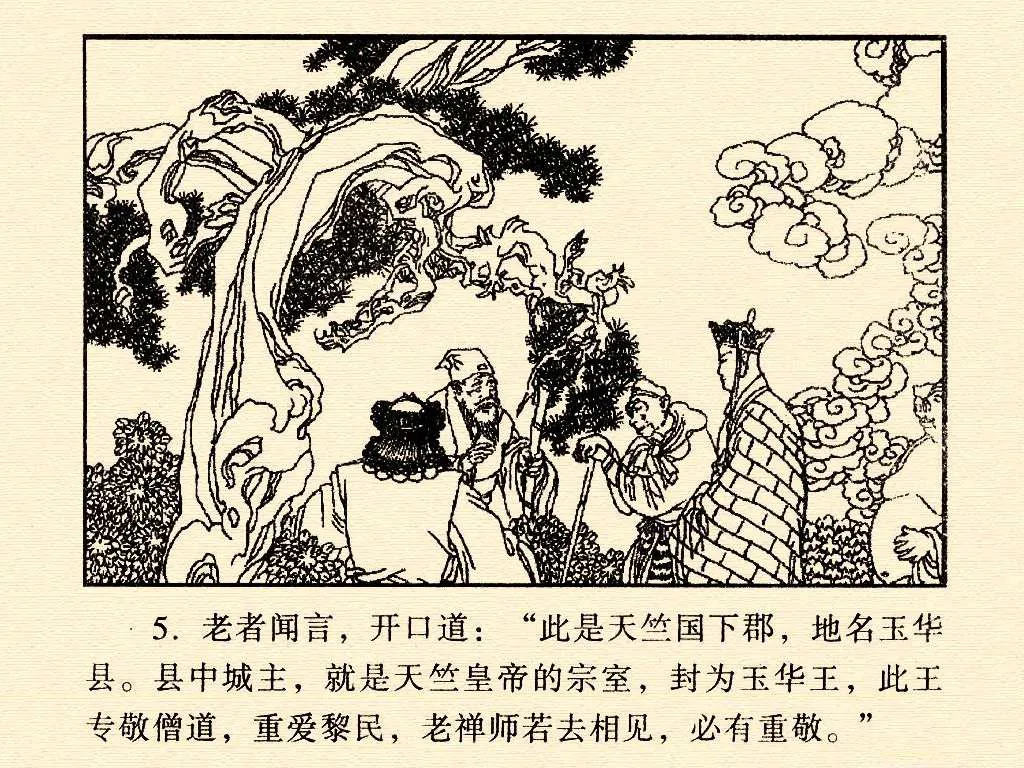 5. 老者闻言，开口道：“此是天竺国下郡，地名玉华
县。县中城主，就是天竺皇帝的宗室，封为玉华王，此王
专敬僧道，重爱黎民，老禅师若去相见，必有重敬。”